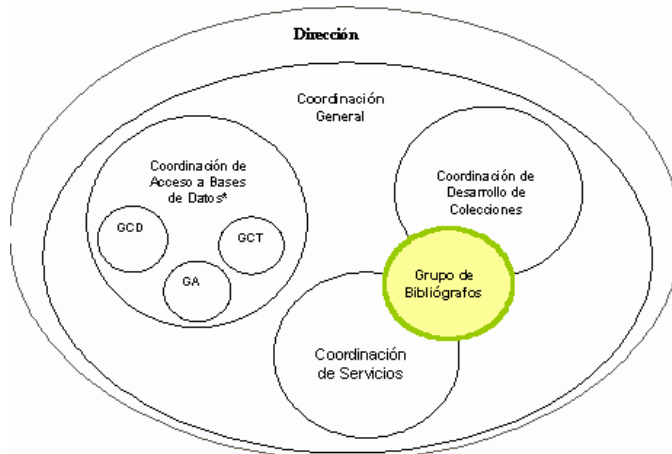 Dirección
Coordinación
General
Coordinación de
Acceso a Bases
de Datos*
GCD
GCT
GA
Coordinación de
Desarrollo de
Colecciones
Grupo de
Bibliógrafos
Coordinación
de Servicios